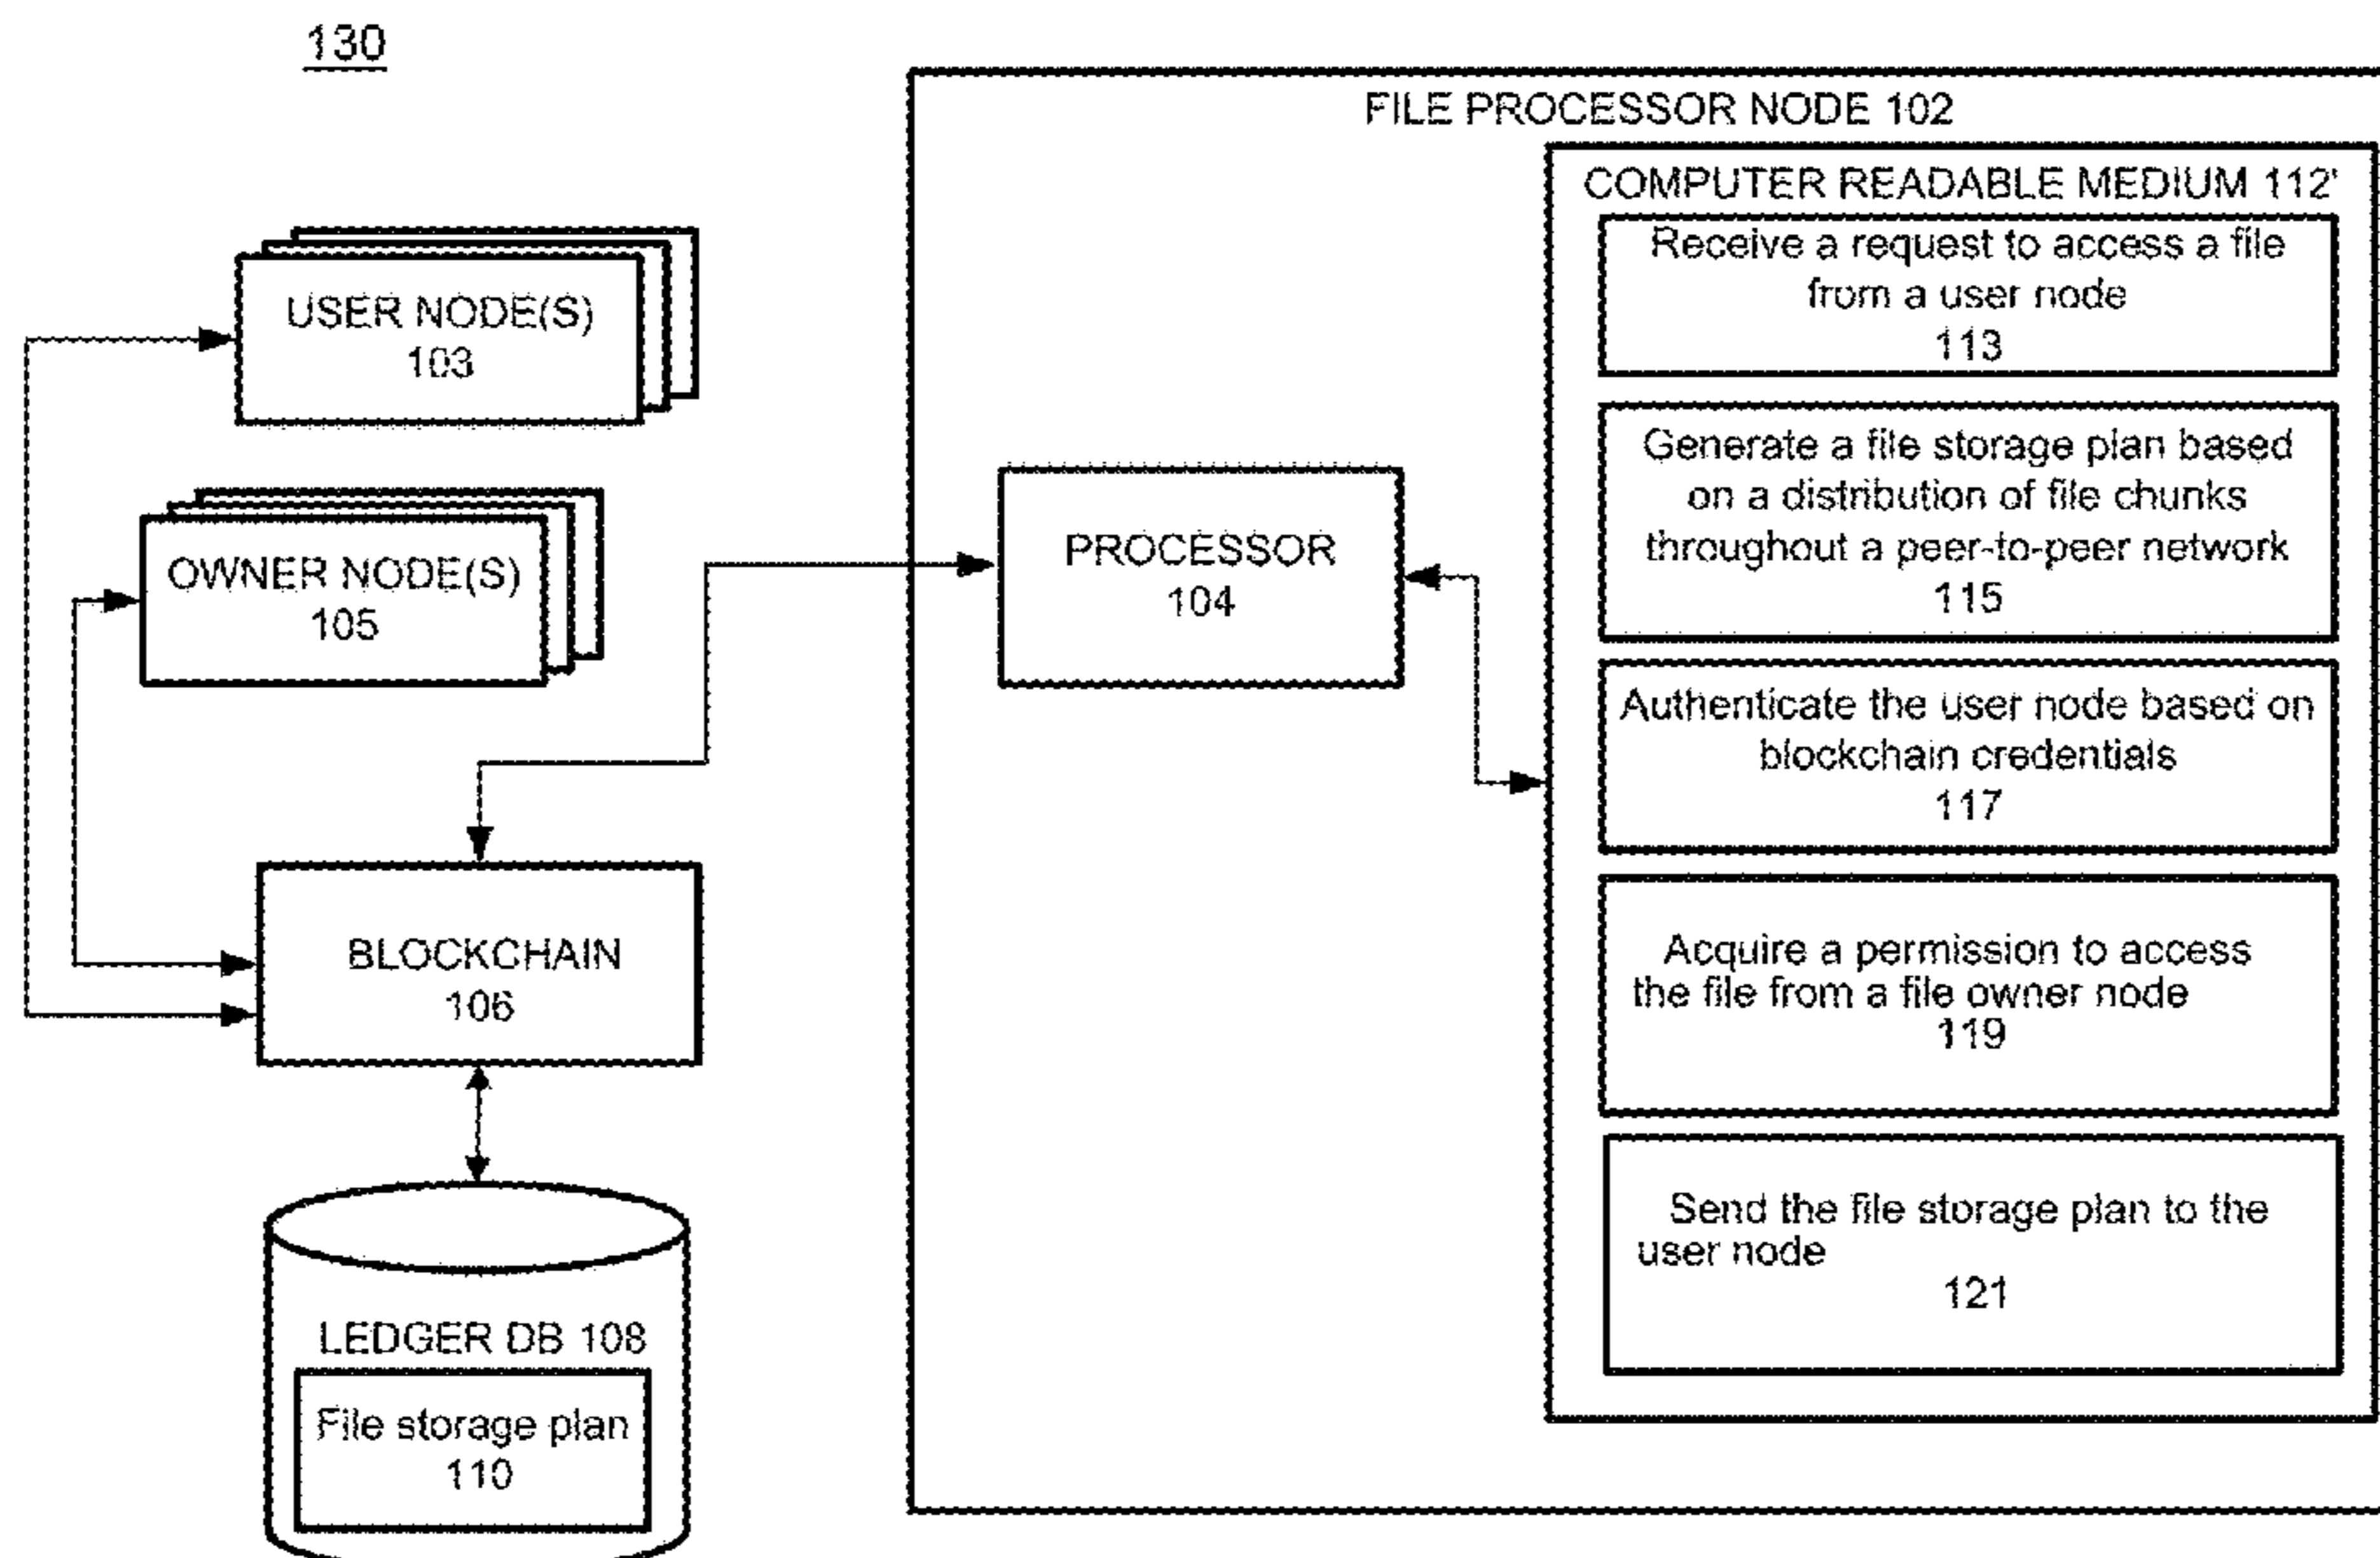 130
FILE PROCESSOR NODE 102
COMPUTER READABLE MEDIUM 112'
Receive a request to access a file
from a user node
113
Generate a file storage plan based
on a distribution of file chunks
throughout a peer-to-peer network
115
Authenticate the user node based on
blockchain credentials
117
Acquire a permission to access
the file from a file owner node
119
Send the file storage plan to the
user node
121
PROCESSOR
104
USER NODE(S)
103
OWNER NODE(S)
105
BLOCKCHAIN
106
LEDGER DB 108
File storage plan
110